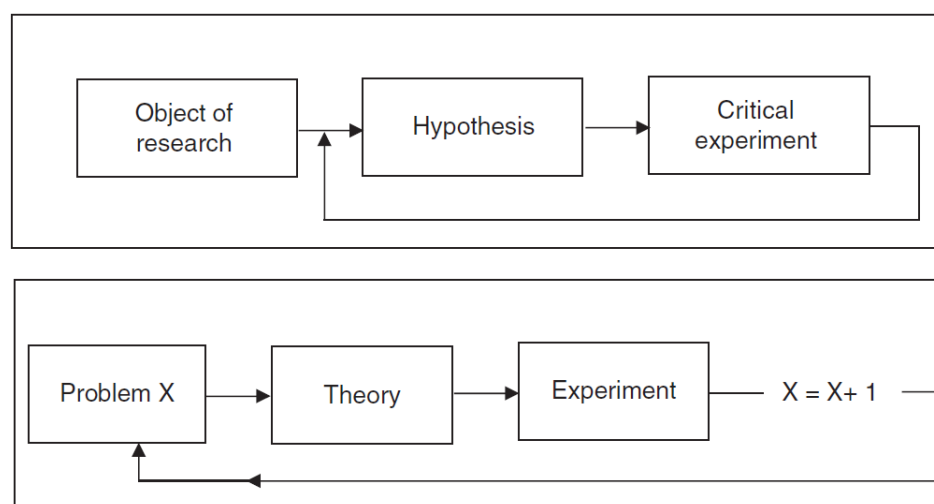 Object of
research
Hypothesis
Critical
experiment
Problem X
Theory
Experiment
X = X+ 1